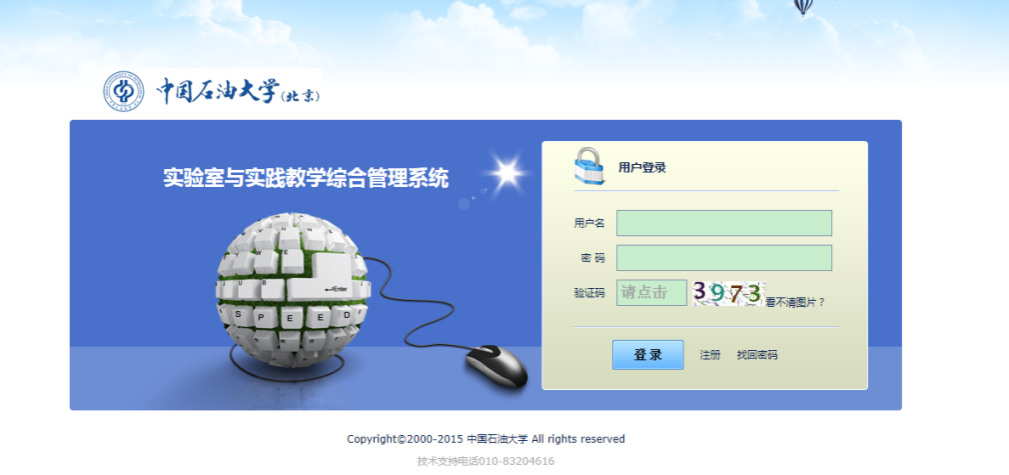 中国石油大学(北京)
实验室与实践教学综合管理系统
用户登录
用户名
密 码
验证码 请点击 3973 看不清图片？
登 录 注册 找回密码
Enter
S P E E D
Copyright©2000-2015 中国石油大学 All rights reserved
技术支持电话010-83204616